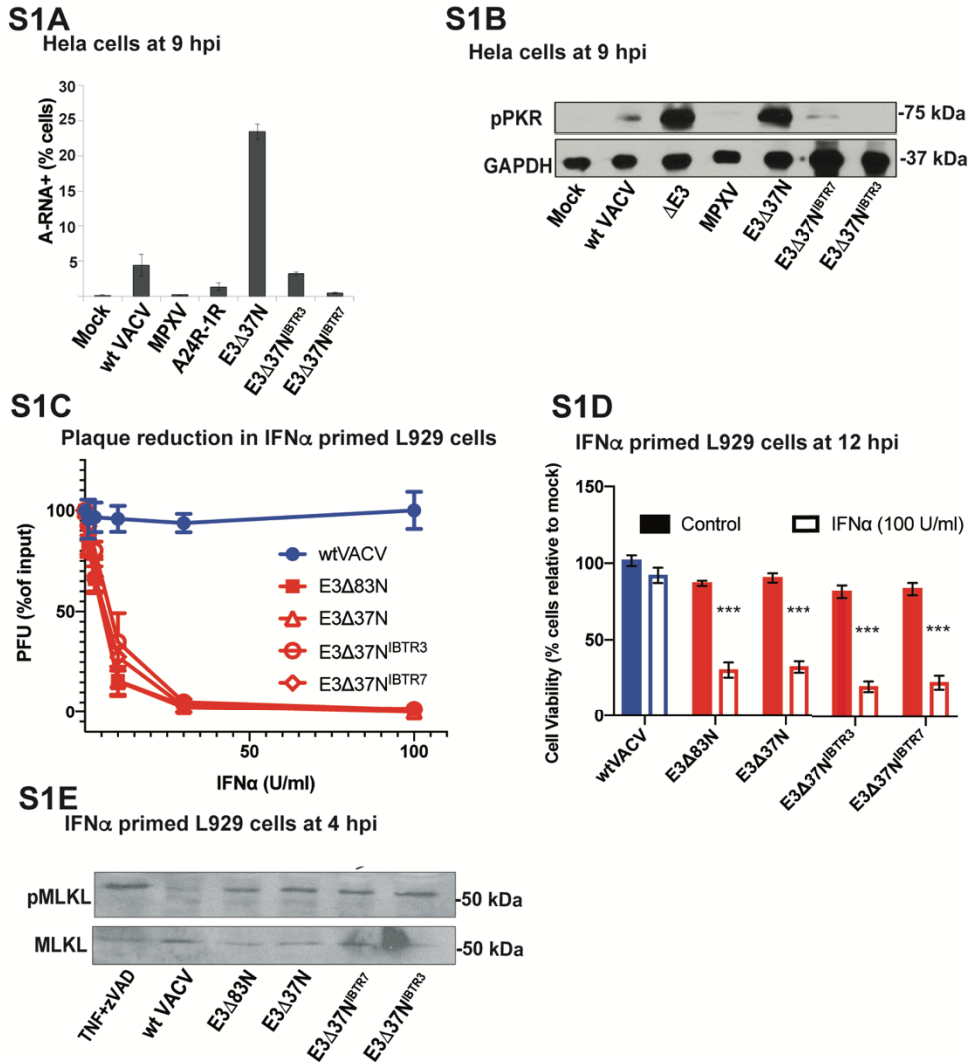 S1A
Hela cells at 9 hpi
A-RNA+ (% cells)
30
25
20
15
10
5
Mock
wt VACV
MPXV
A24R-1R
E3Δ37N
E3Δ37N^IBTR3
E3Δ37N^IBTR7
S1B
Hela cells at 9 hpi
pPKR
-75 kDa
GAPDH
-37 kDa
Mock
wt VACV
ΔE3
MPXV
E3Δ37N
E3Δ37N^IBTR7
E3Δ37N^IBTR3
S1C
Plaque reduction in IFNα primed L929 cells
PFU (%of input)
100
50
0
50
100
IFNα (U/ml)
wtVACV
E3Δ83N
E3Δ37N
E3Δ37N^IBTR3
E3Δ37N^IBTR7
S1D
IFNα primed L929 cells at 12 hpi
Cell Viability (% cells relative to mock)
150
100
50
0
Control
IFNα (100 U/ml)
***
***
***
***
wtVACV
E3Δ83N
E3Δ37N
E3Δ37N^IBTR3
E3Δ37N^IBTR7
S1E
IFNα primed L929 cells at 4 hpi
pMLKL
-50 kDa
MLKL
-50 kDa
TNF+zVAD
wt VACV
E3Δ83N
E3Δ37N
E3Δ37N^IBTR7
E3Δ37N^IBTR3